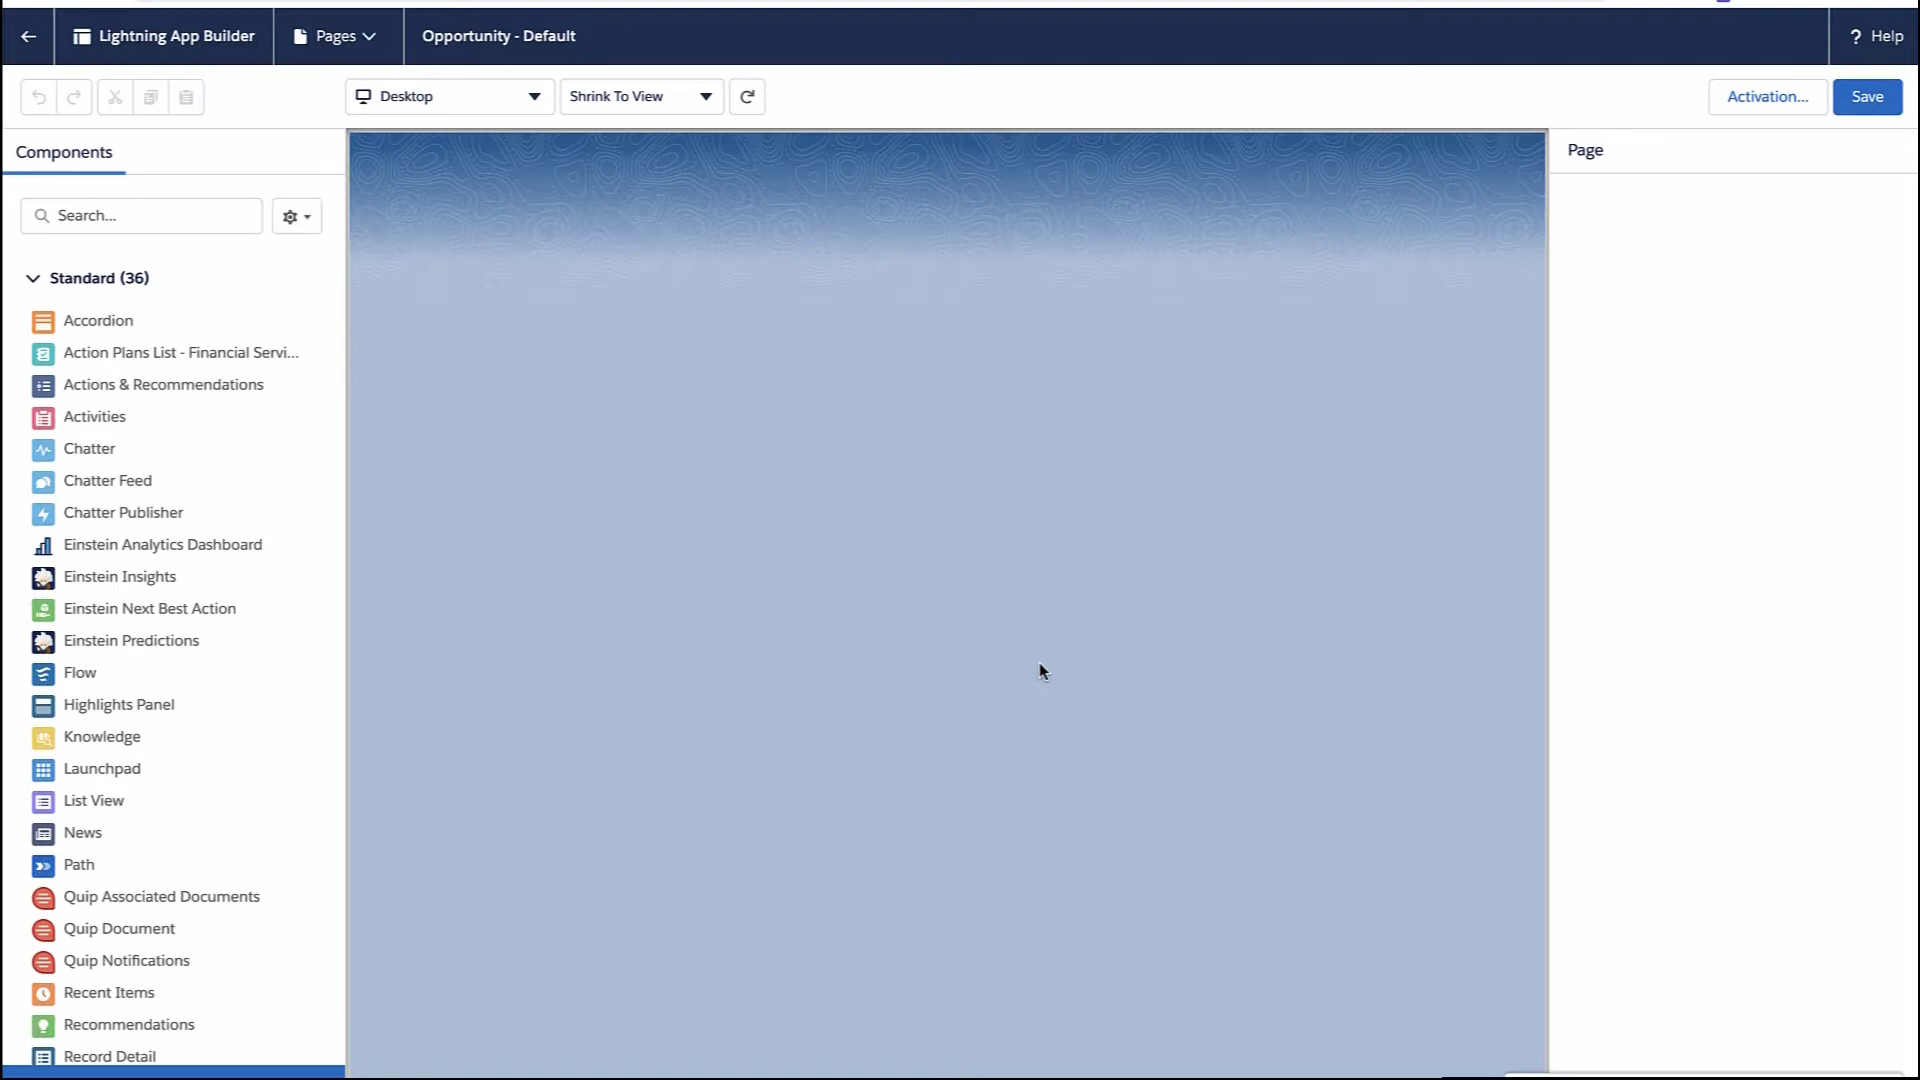 Lightning App Builder
Pages
Opportunity - Default
? Help
Desktop
Shrink To View
Activation...
Save
Components
Page
Search...
Standard (36)
Accordion
Action Plans List - Financial Servi...
Actions & Recommendations
Activities
Chatter
Chatter Feed
Chatter Publisher
Einstein Analytics Dashboard
Einstein Insights
Einstein Next Best Action
Einstein Predictions
Flow
Highlights Panel
Knowledge
Launchpad
List View
News
Path
Quip Associated Documents
Quip Document
Quip Notifications
Recent Items
Recommendations
Record Detail